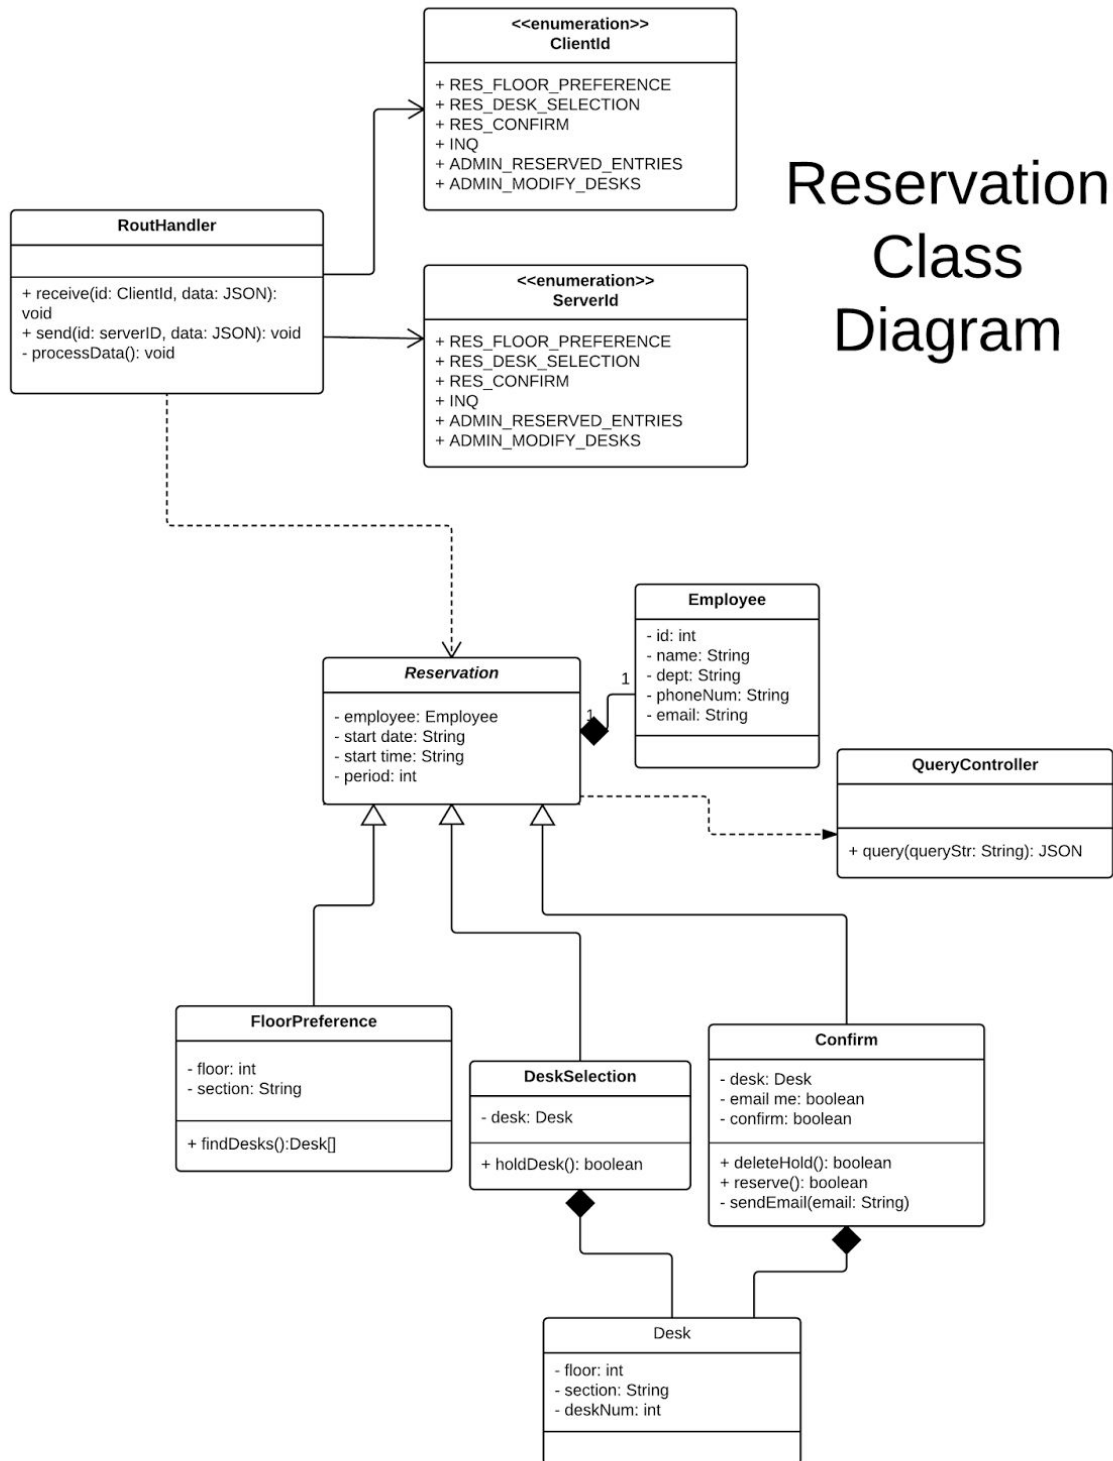 <<enumeration>>
ClientId
+ RES_FLOOR_PREFERENCE
+ RES_DESK_SELECTION
+ RES_CONFIRM
+ INQ
+ ADMIN_RESERVED_ENTRIES
+ ADMIN_MODIFY_DESKS
Reservation
Class
Diagram
RoutHandler
+ receive(id: ClientId, data: JSON):
void
+ send(id: serverID, data: JSON): void
- processData(): void
<<enumeration>>
ServerId
+ RES_FLOOR_PREFERENCE
+ RES_DESK_SELECTION
+ RES_CONFIRM
+ INQ
+ ADMIN_RESERVED_ENTRIES
+ ADMIN_MODIFY_DESKS
Employee
- id: int
- name: String
- dept: String
- phoneNum: String
- email: String
1
1
Reservation
- employee: Employee
- start date: String
- start time: String
- period: int
QueryController
+ query(queryStr: String): JSON
FloorPreference
- floor: int
- section: String
+ findDesks():Desk[]
DeskSelection
- desk: Desk
+ holdDesk(): boolean
Confirm
- desk: Desk
- email me: boolean
- confirm: boolean
+ deleteHold(): boolean
+ reserve(): boolean
- sendEmail(email: String)
Desk
- floor: int
- section: String
- deskNum: int